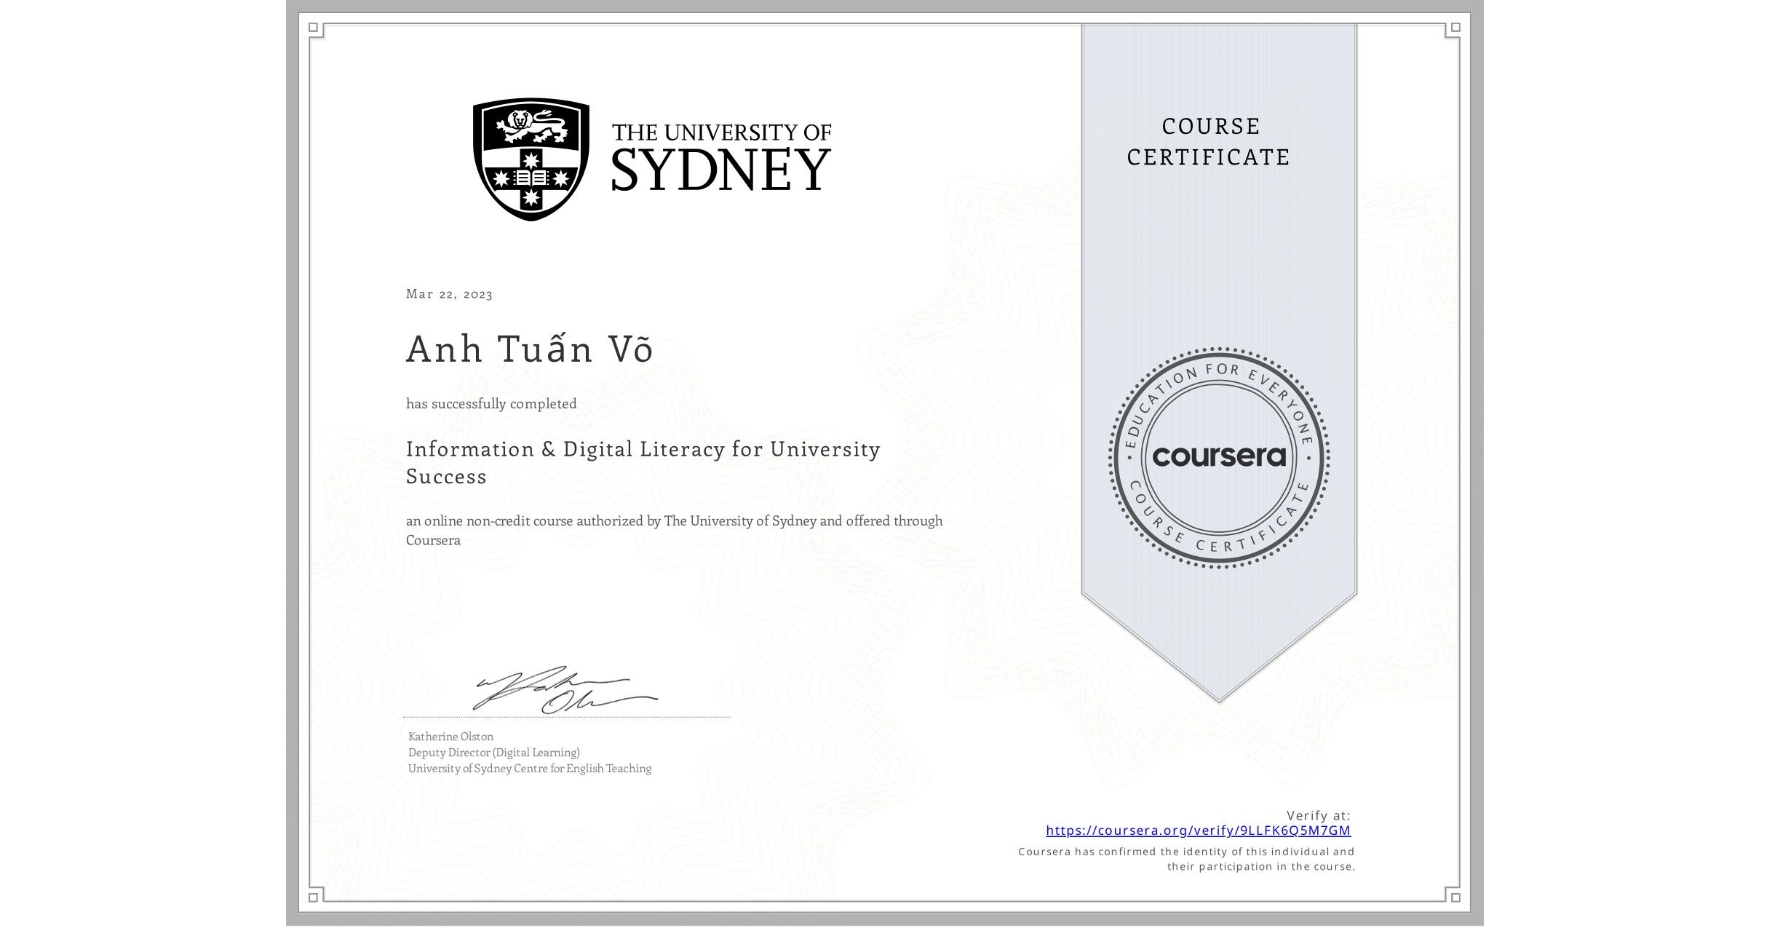 THE UNIVERSITY OF
SYDNEY
COURSE
CERTIFICATE
Mar 22, 2023
Anh Tuấn Võ
has successfully completed
Information & Digital Literacy for University
Success
an online non-credit course authorized by The University of Sydney and offered through
Coursera
EDUCATION FOR EVERYONE
coursera
COURSE CERTIFICATE
Katherine Olston
Deputy Director (Digital Learning)
University of Sydney Centre for English Teaching
Verify at:
https://coursera.org/verify/9LLFK6Q5M7GM
Coursera has confirmed the identity of this individual and
their participation in the course.